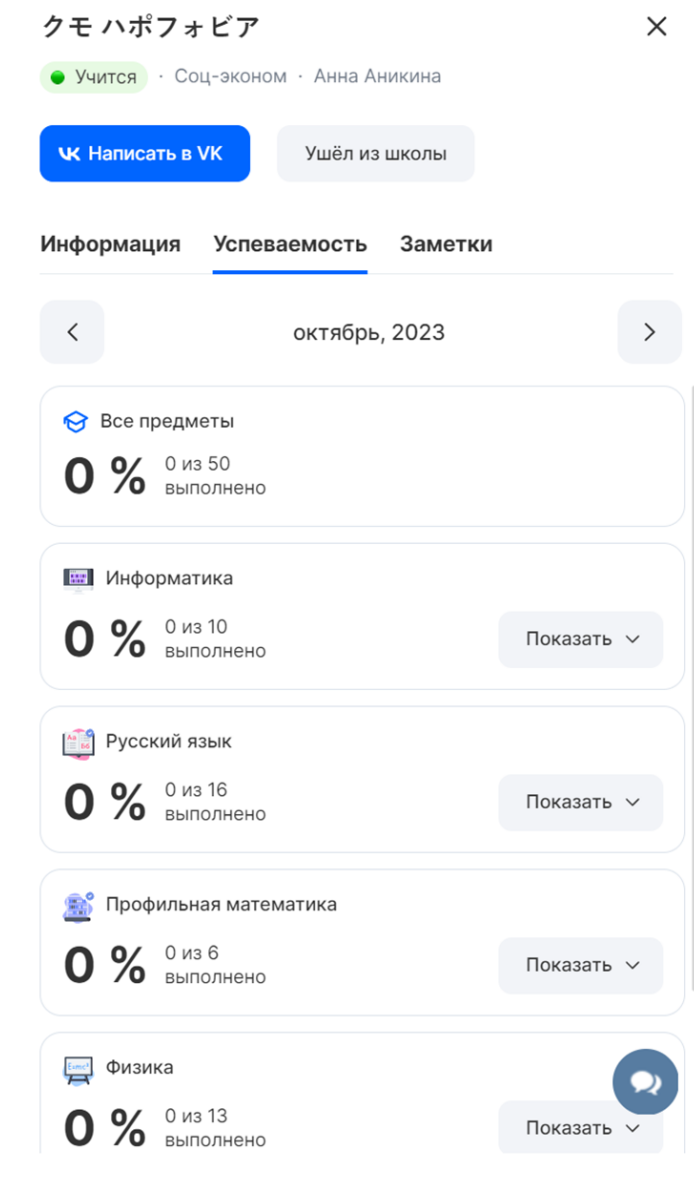 クモ ハポフォビア
Учится · Соц-эконом · Анна Аникина
Написать в VK
Ушёл из школы
Информация Успеваемость Заметки
октябрь, 2023
Все предметы
0 %
0 из 50
выполнено
Информатика
0 %
0 из 10
выполнено
Показать
Русский язык
0 %
0 из 16
выполнено
Показать
Профильная математика
0 %
0 из 6
выполнено
Показать
Физика
0 %
0 из 13
выполнено
Показать